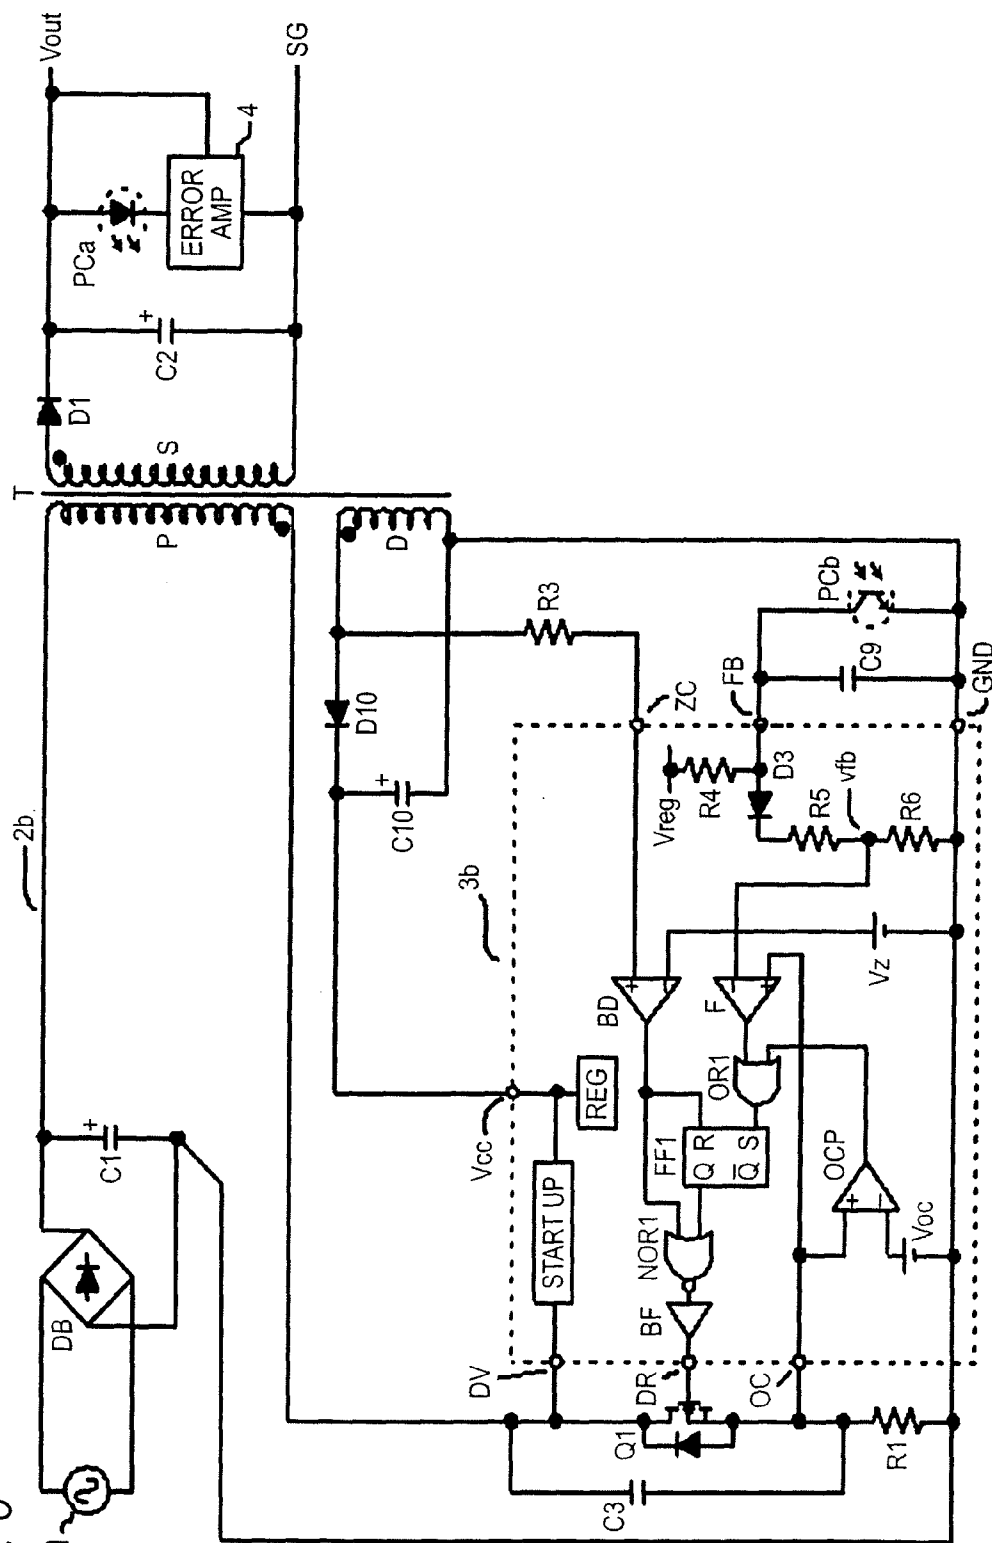 Vout
SG
4
ERROR
AMP
PCa
+
C2
D1
S
T
P
D
2b
R3
D10
+
C10
ZC
FB
PCb
C9
GND
Vreg
R4
D3
vfb
R5
R6
3b
BD
+
F
−
+
Vz
Vcc
REG
START UP
OR1
FF1
Q R
Q̅ S
OCP
+
−
Voc
NOR1
BF
DV
DR
OC
Q1
C3
R1
+
C1
DB